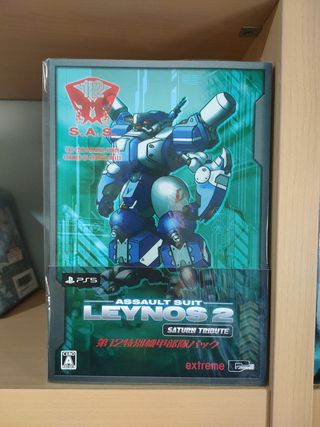 S.A.S.
PS5
ASSAULT SUIT
LEYNOS 2
SATURN TRIBUTE
第12特別機甲部隊パック
extreme
CERO
A